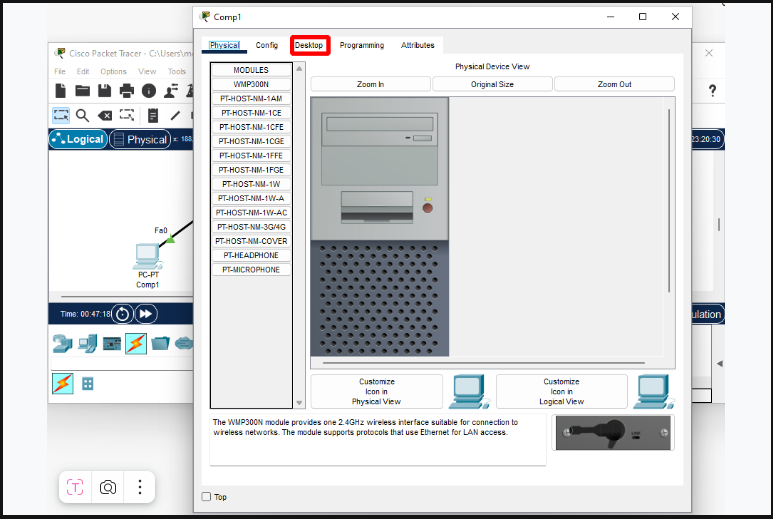 Comp1
Cisco Packet Tracer - C:\Users\m
File Edit Options View Tools
Physical Config Desktop Programming Attributes
MODULES
WMP300N
PT-HOST-NM-1AM
PT-HOST-NM-1CE
PT-HOST-NM-1CFE
PT-HOST-NM-1CGE
PT-HOST-NM-1FFE
PT-HOST-NM-1FGE
PT-HOST-NM-1W
PT-HOST-NM-1W-A
PT-HOST-NM-1W-AC
PT-HOST-NM-3G/4G
PT-HOST-NM-COVER
PT-HEADPHONE
PT-MICROPHONE
Physical Device View
Zoom In Original Size Zoom Out
Logical Physical x: 188, 23:20:30
Fa0
PC-PT
Comp1
Time: 00:47:18
ulation
Customize
Icon in
Physical View
Customize
Icon in
Logical View
The WMP300N module provides one 2.4GHz wireless interface suitable for connection to
wireless networks. The module supports protocols that use Ethernet for LAN access.
Top